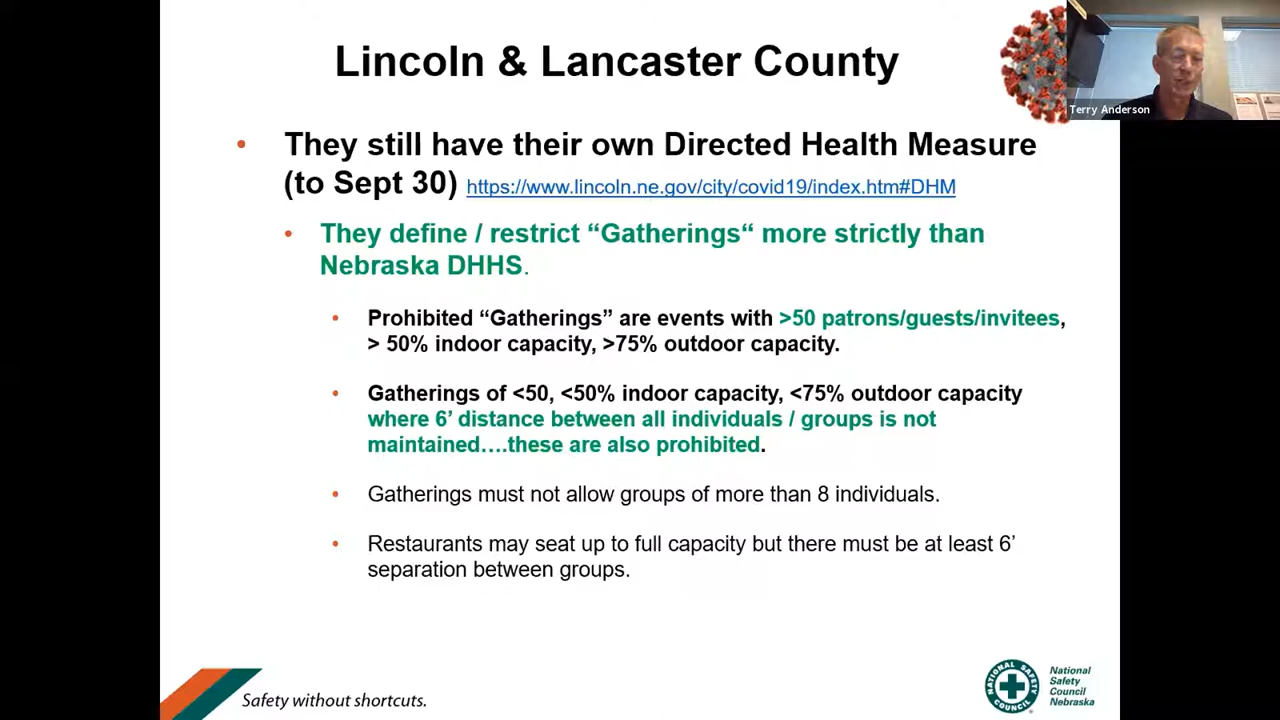 Lincoln & Lancaster County
Terry Anderson
• They still have their own Directed Health Measure
(to Sept 30) https://www.lincoln.ne.gov/city/covid19/index.htm#DHM
• They define / restrict “Gatherings“ more strictly than
Nebraska DHHS.
• Prohibited “Gatherings” are events with >50 patrons/guests/invitees,
> 50% indoor capacity, >75% outdoor capacity.
• Gatherings of <50, <50% indoor capacity, <75% outdoor capacity
where 6’ distance between all individuals / groups is not
maintained….these are also prohibited.
• Gatherings must not allow groups of more than 8 individuals.
• Restaurants may seat up to full capacity but there must be at least 6’
separation between groups.
Safety without shortcuts.
NATIONAL SAFETY COUNCIL
National
Safety
Council
Nebraska